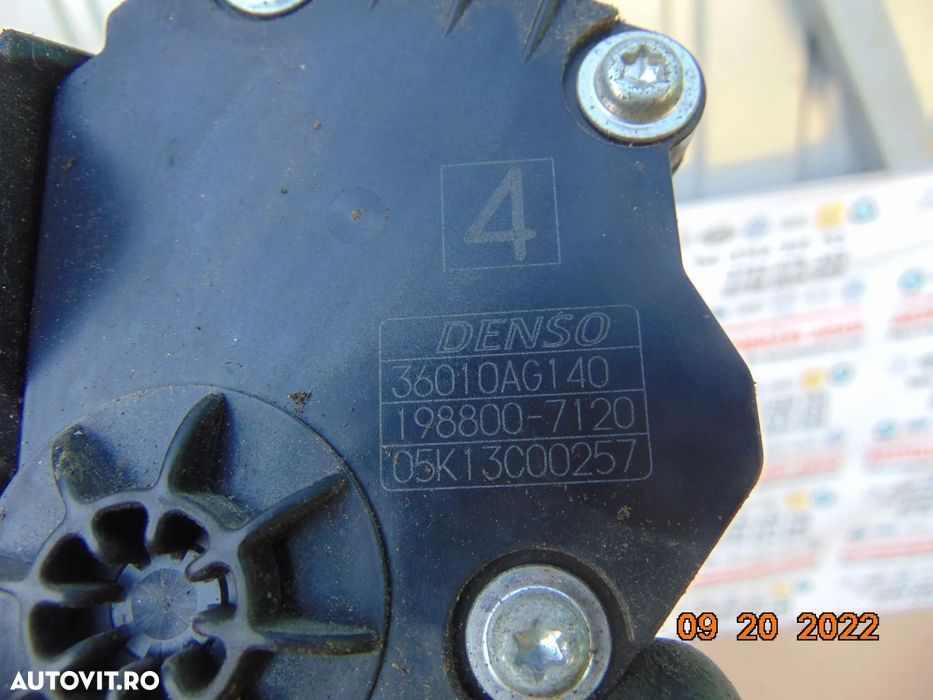 4
DENSO
36010AG140
198800-7120
05K13C00257
09 20 2022
AUTOVIT.RO